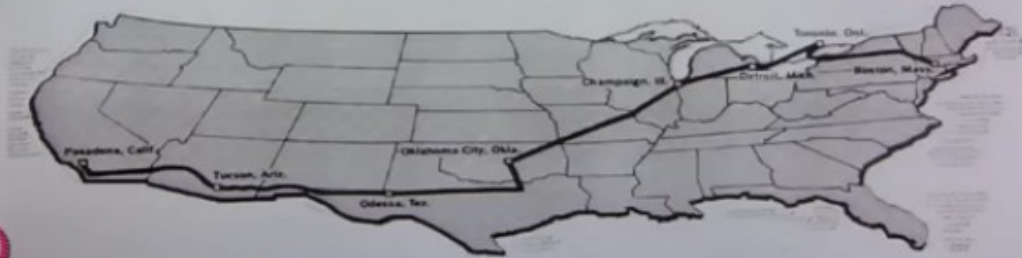 Toronto, Ont.
Champaign, Ill.
Detroit, Mich.
Boston, Mass.
Pasadena, Calif.
Oklahoma City, Okla.
Tucson, Ariz.
Odessa, Tex.